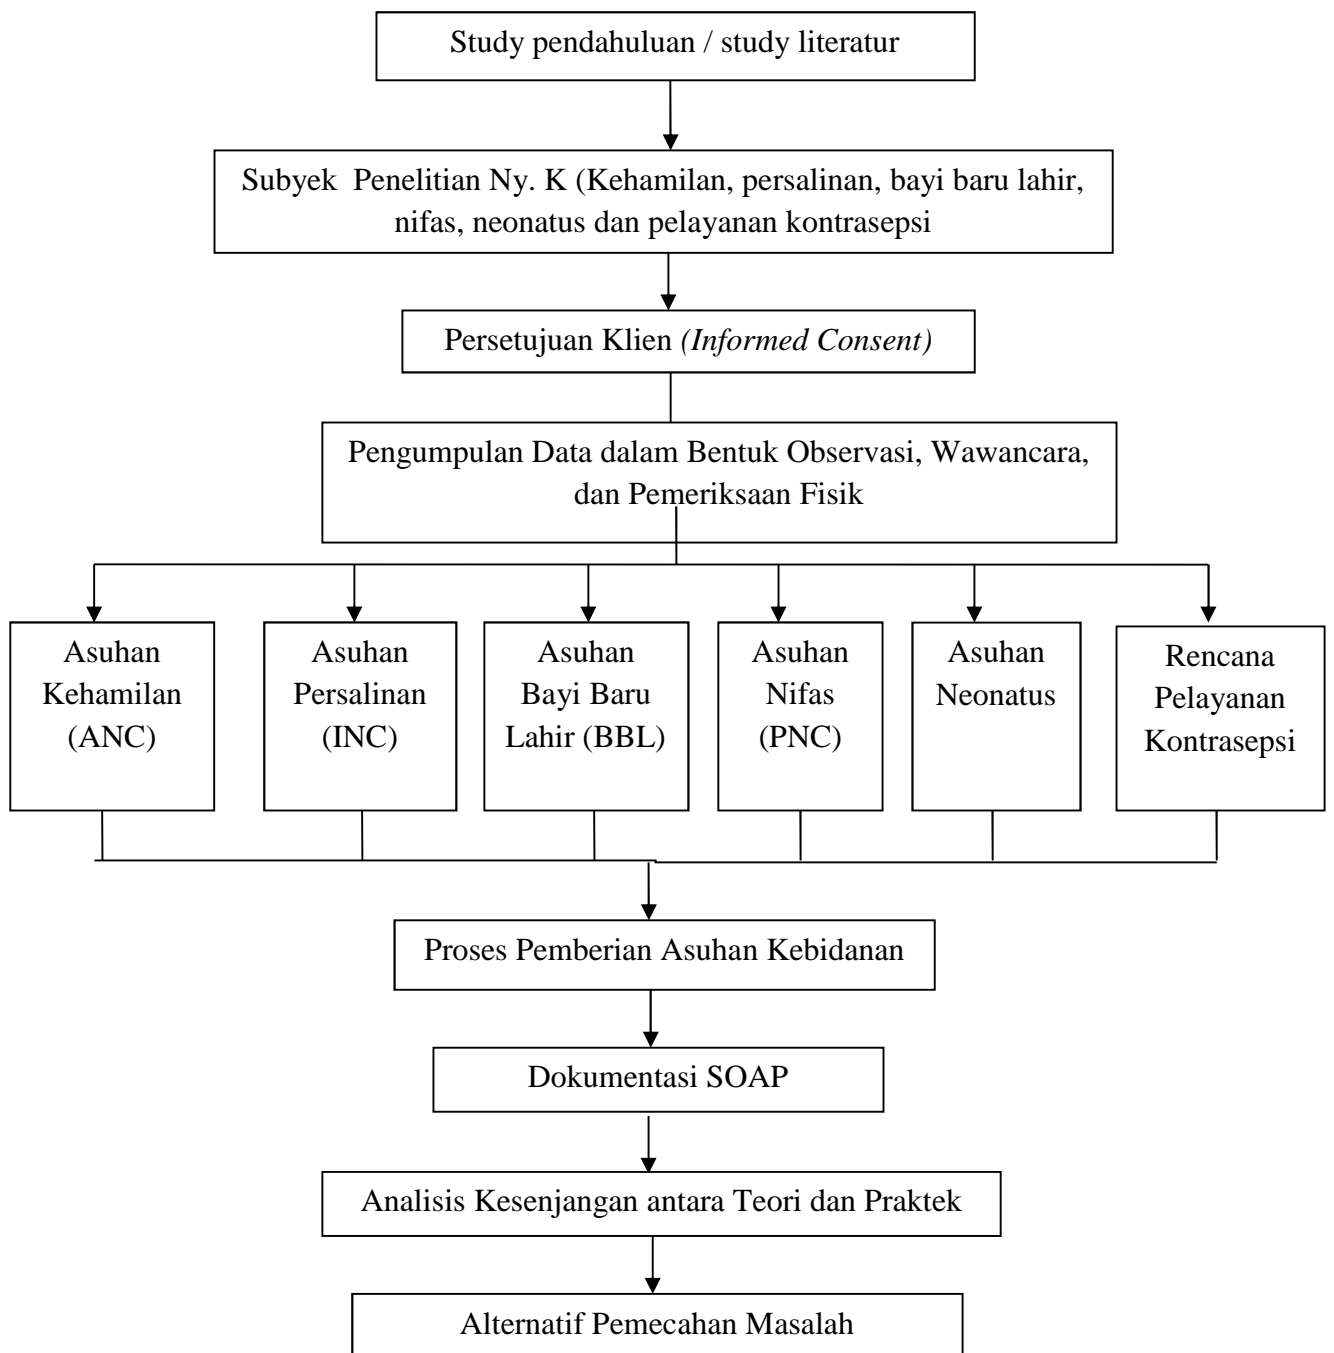 Study pendahuluan / study literatur
Subyek Penelitian Ny. K (Kehamilan, persalinan, bayi baru lahir,
nifas, neonatus dan pelayanan kontrasepsi
Persetujuan Klien (Informed Consent)
Pengumpulan Data dalam Bentuk Observasi, Wawancara,
dan Pemeriksaan Fisik
Asuhan
Kehamilan
(ANC)
Asuhan
Persalinan
(INC)
Asuhan
Bayi Baru
Lahir (BBL)
Asuhan
Nifas
(PNC)
Asuhan
Neonatus
Rencana
Pelayanan
Kontrasepsi
Proses Pemberian Asuhan Kebidanan
Dokumentasi SOAP
Analisis Kesenjangan antara Teori dan Praktek
Alternatif Pemecahan Masalah